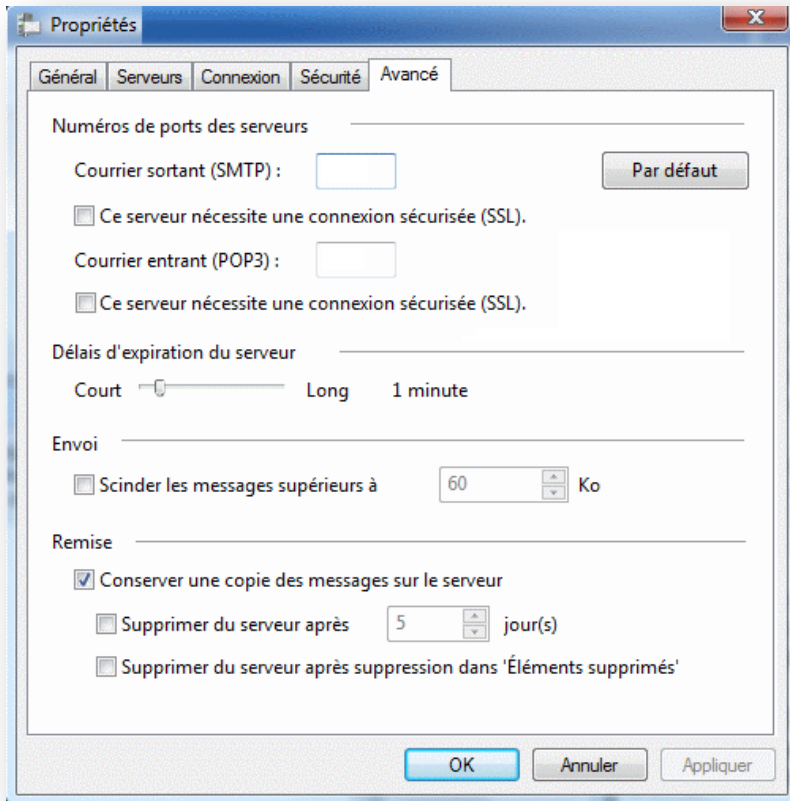 Propriétés
Général Serveurs Connexion Sécurité Avancé
Numéros de ports des serveurs
Courrier sortant (SMTP) : Par défaut
Ce serveur nécessite une connexion sécurisée (SSL).
Courrier entrant (POP3) :
Ce serveur nécessite une connexion sécurisée (SSL).
Délais d'expiration du serveur
Court Long 1 minute
Envoi
Scinder les messages supérieurs à 60 Ko
Remise
Conserver une copie des messages sur le serveur
Supprimer du serveur après 5 jour(s)
Supprimer du serveur après suppression dans 'Éléments supprimés'
OK Annuler Appliquer